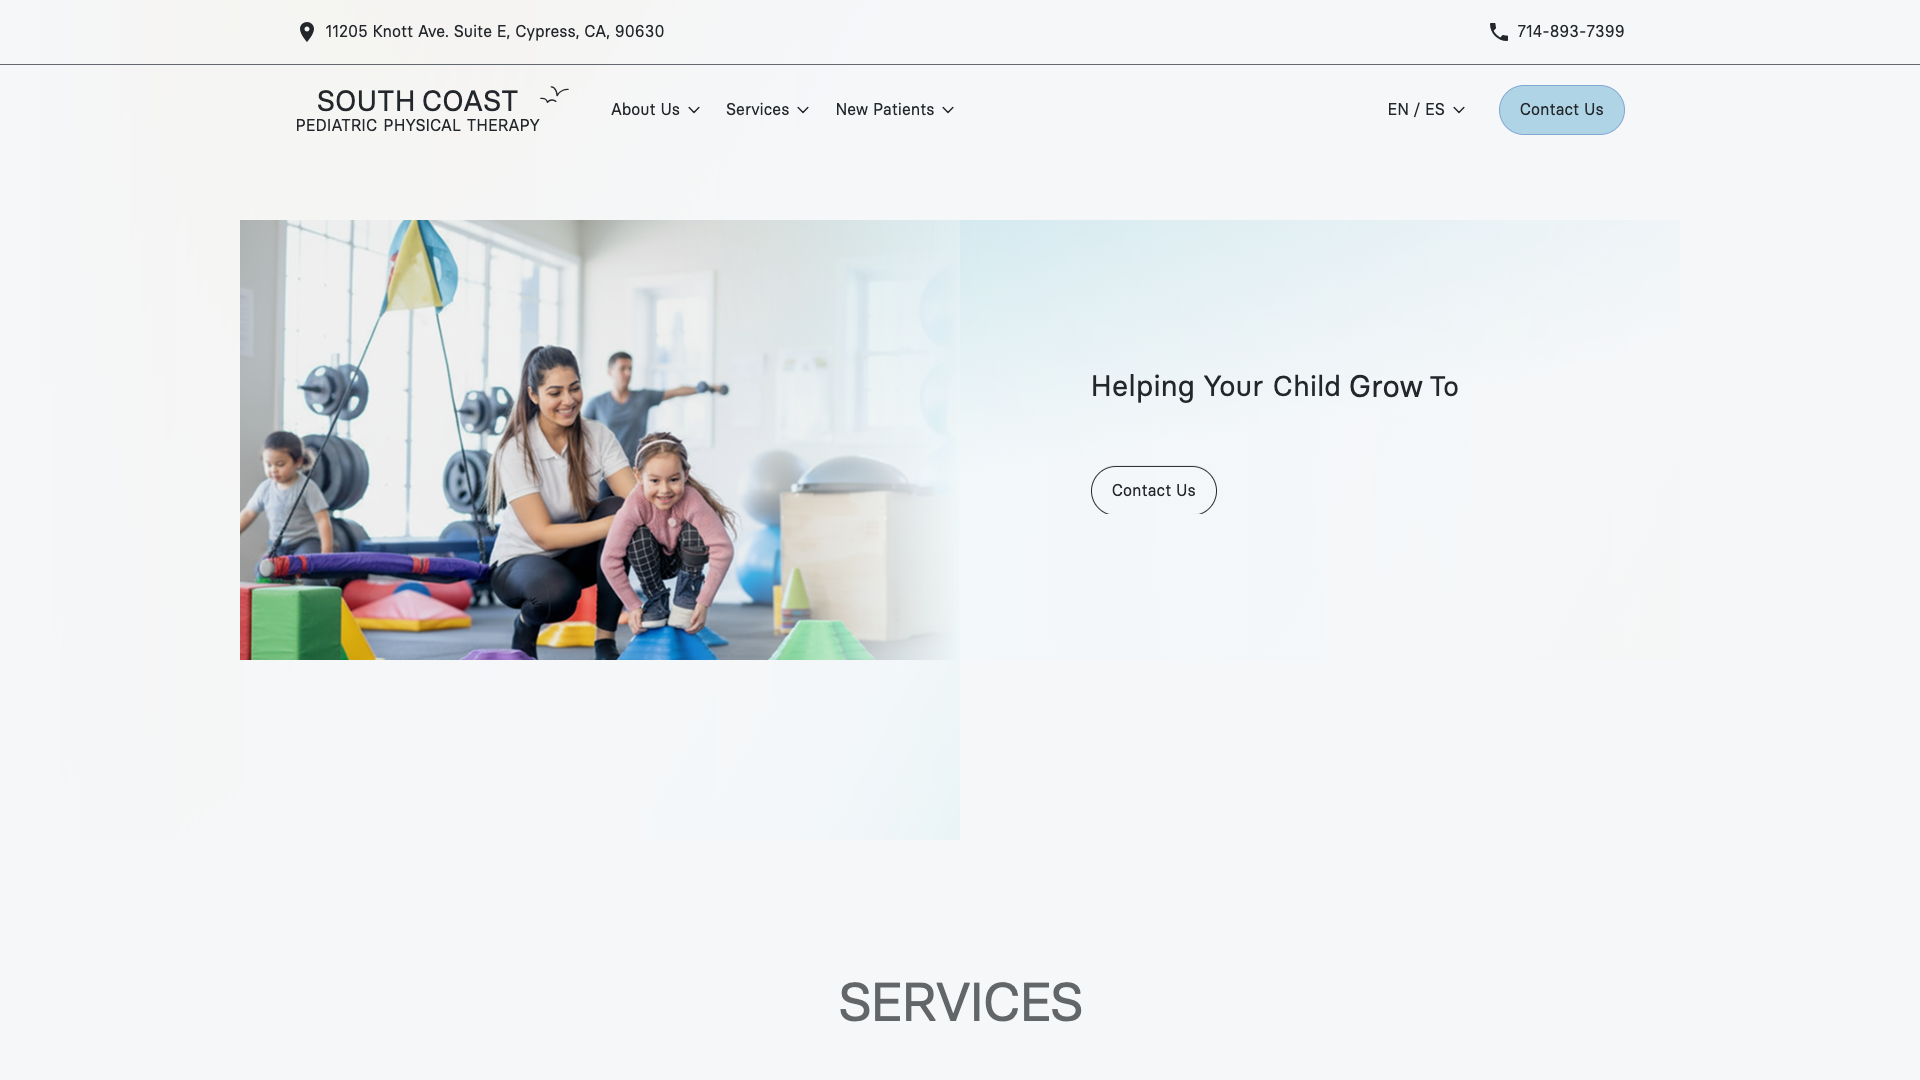 11205 Knott Ave. Suite E, Cypress, CA, 90630
714-893-7399
SOUTH COAST
PEDIATRIC PHYSICAL THERAPY
About Us
Services
New Patients
EN / ES
Contact Us
Helping Your Child Grow To
Contact Us
SERVICES